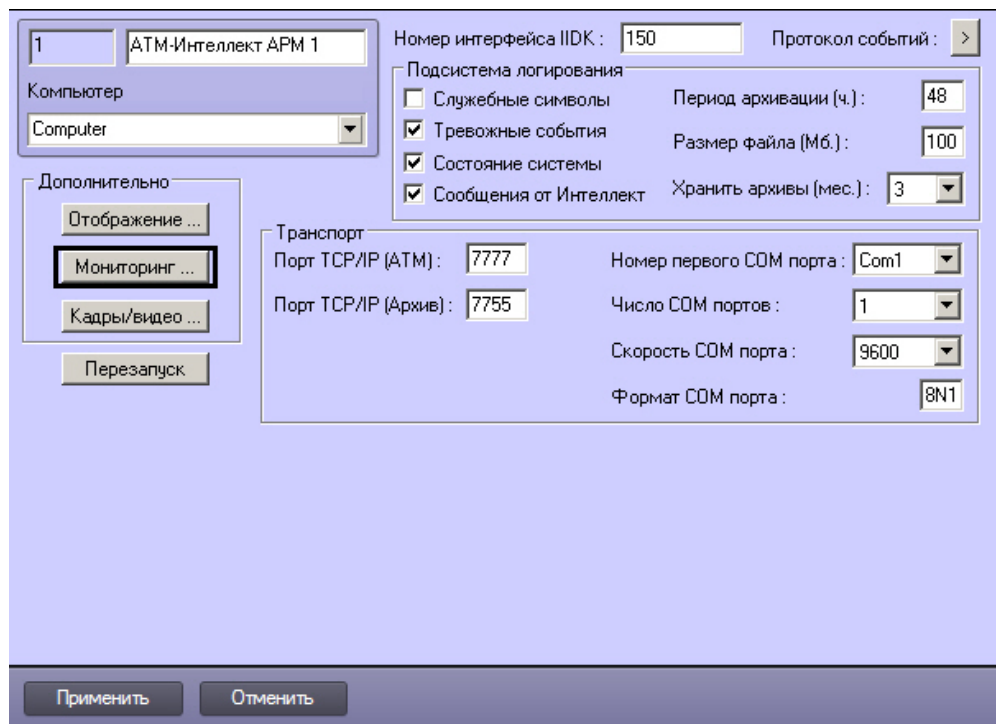 1
АТМ-Интеллект АРМ 1
Компьютер
Computer
Номер интерфейса IIDK : 150
Протокол событий : >
Подсистема логирования
Служебные символы
Тревожные события
Состояние системы
Сообщения от Интеллект
Период архивации (ч.) : 48
Размер файла (Мб.) : 100
Хранить архивы (мес.) : 3
Дополнительно
Отображение ...
Мониторинг ...
Кадры/видео ...
Перезапуск
Транспорт
Порт TCP/IP (АТМ) : 7777
Порт TCP/IP (Архив) : 7755
Номер первого COM порта : Com1
Число COM портов : 1
Скорость COM порта : 9600
Формат COM порта : 8N1
Применить
Отменить